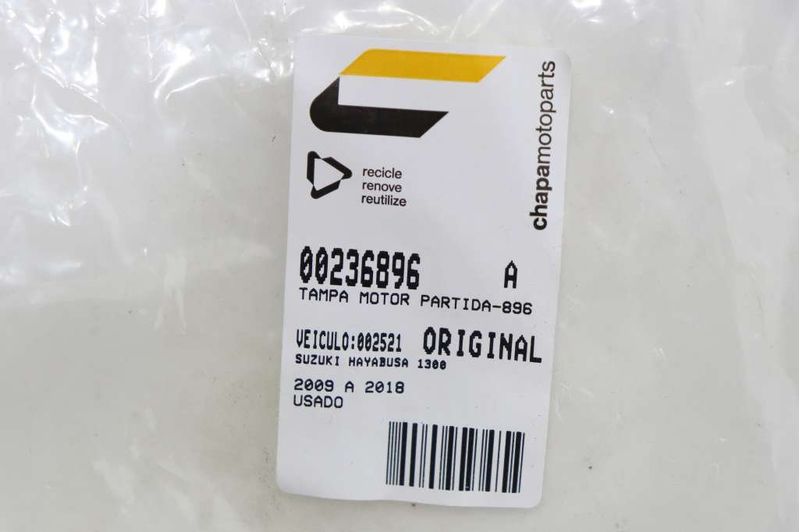 chapamotoparts
recicle
renove
reutilize
00236896 A
TAMPA MOTOR PARTIDA-896
VEICULO:002521 ORIGINAL
SUZUKI HAYABUSA 1300
2009 A 2018
USADO